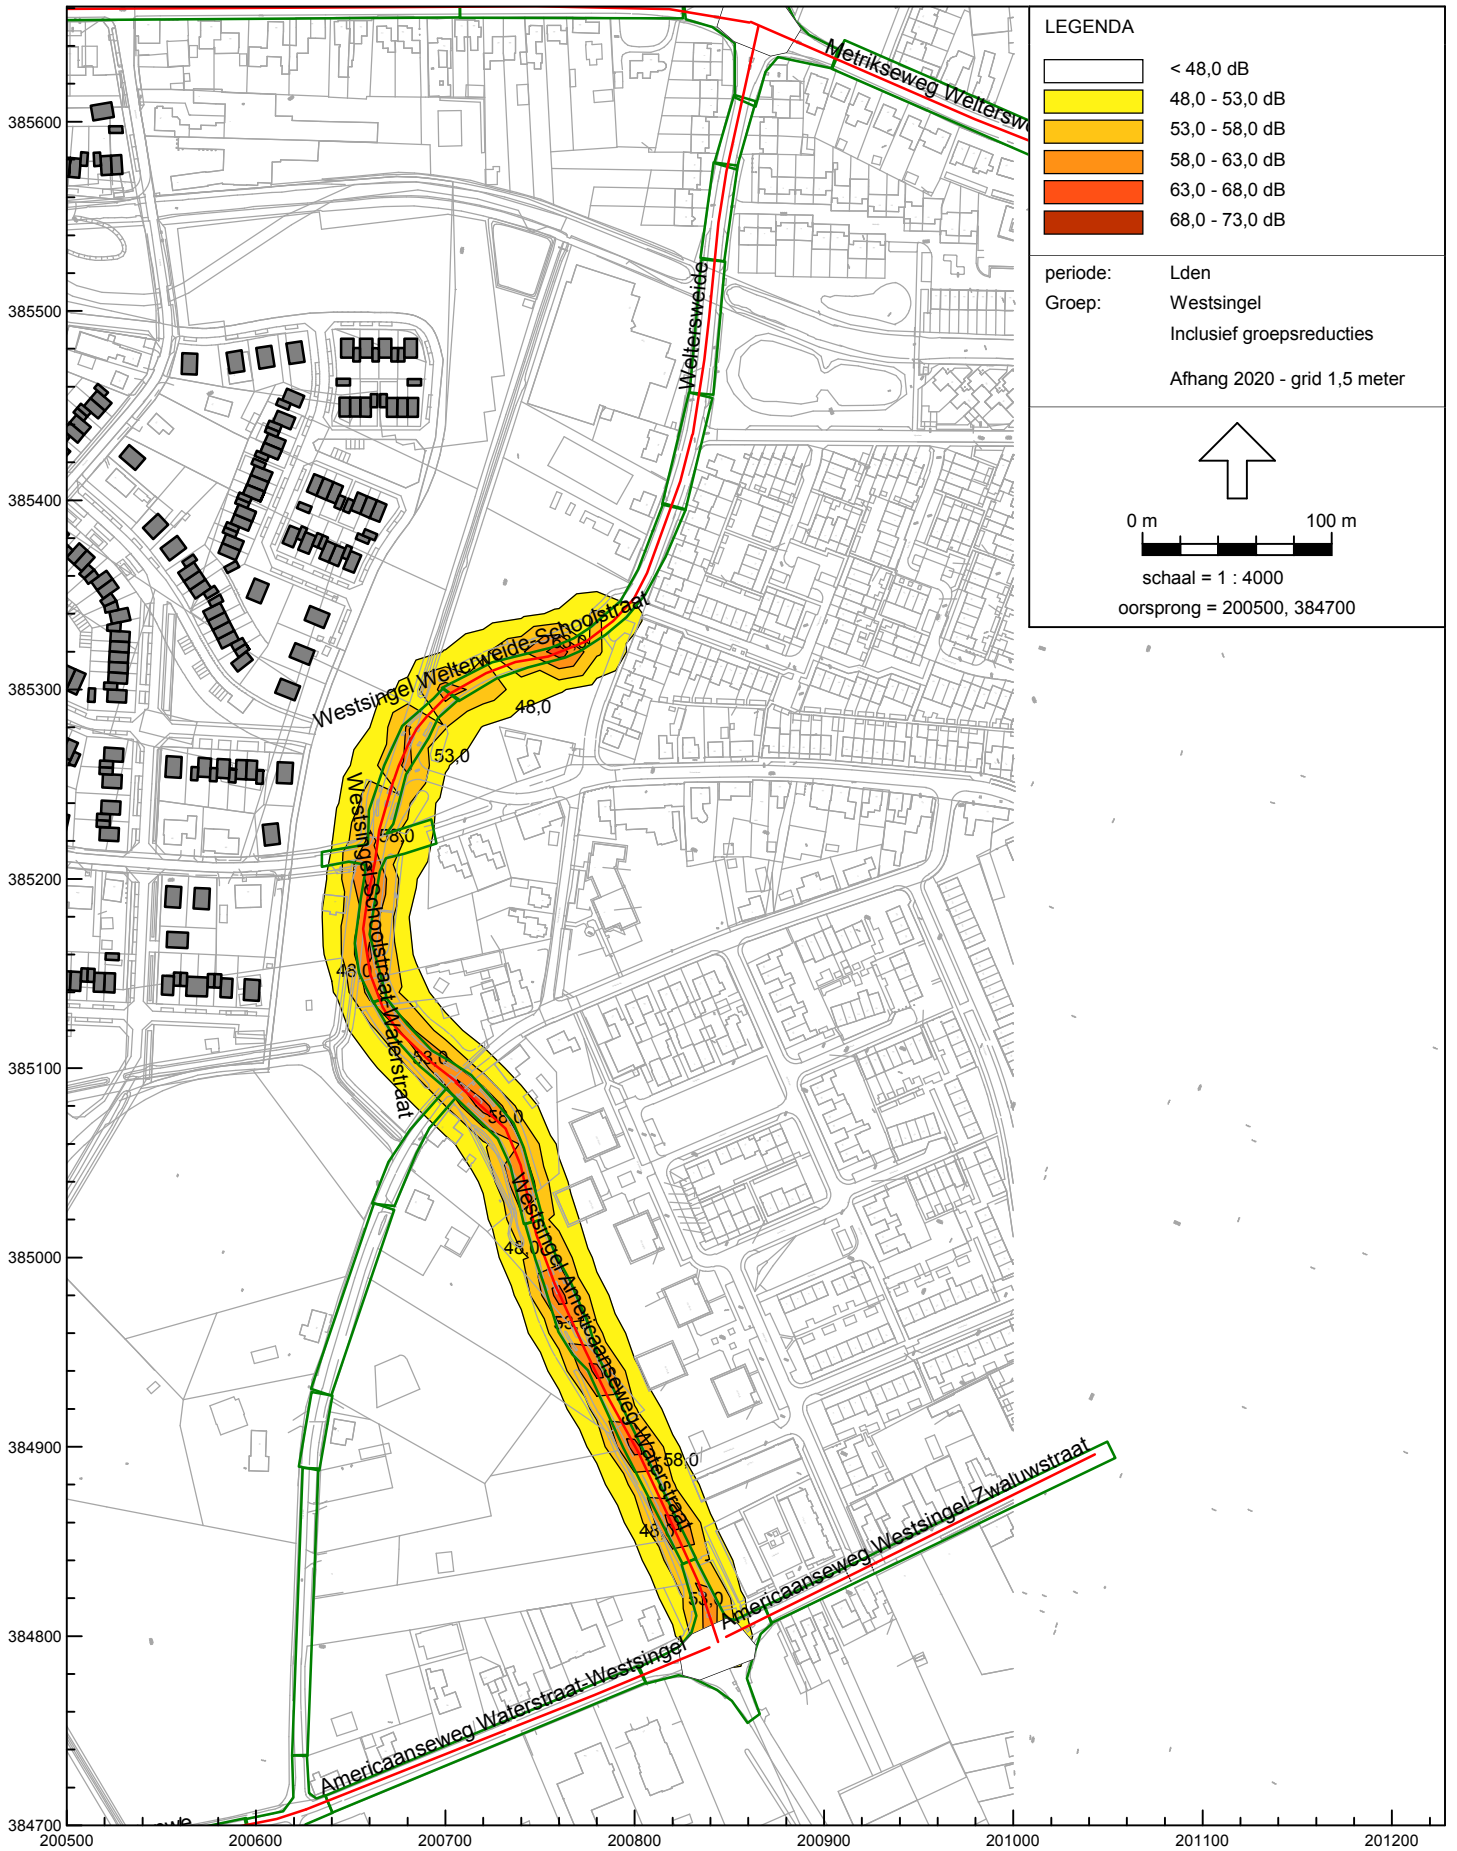 LEGENDA
< 48,0 dB
48,0 - 53,0 dB
53,0 - 58,0 dB
58,0 - 63,0 dB
63,0 - 68,0 dB
68,0 - 73,0 dB
periode: Lden
Groep: Westsingel
Inclusief groepsreducties
Afhang 2020 - grid 1,5 meter
0 m 100 m
schaal = 1 : 4000
oorsprong = 200500, 384700
Metrikseweg
Weltersweide
Westsingel Welterweide-Schoolstraat
53,0
48,0
53,0
58,0
Westsingel Schoolstraat-Waterstraat
48,0
53,0
58,0
Westsingel Americaanseweg-Waterstraat
48,0
58,0
48,0
53,0
Americaanseweg Westsingel-Zwaluwstraat
Americaanseweg Waterstraat-Westsingel
385600
385500
385400
385300
385200
385100
385000
384900
384800
384700
200500 200600 200700 200800 200900 201000 201100 201200